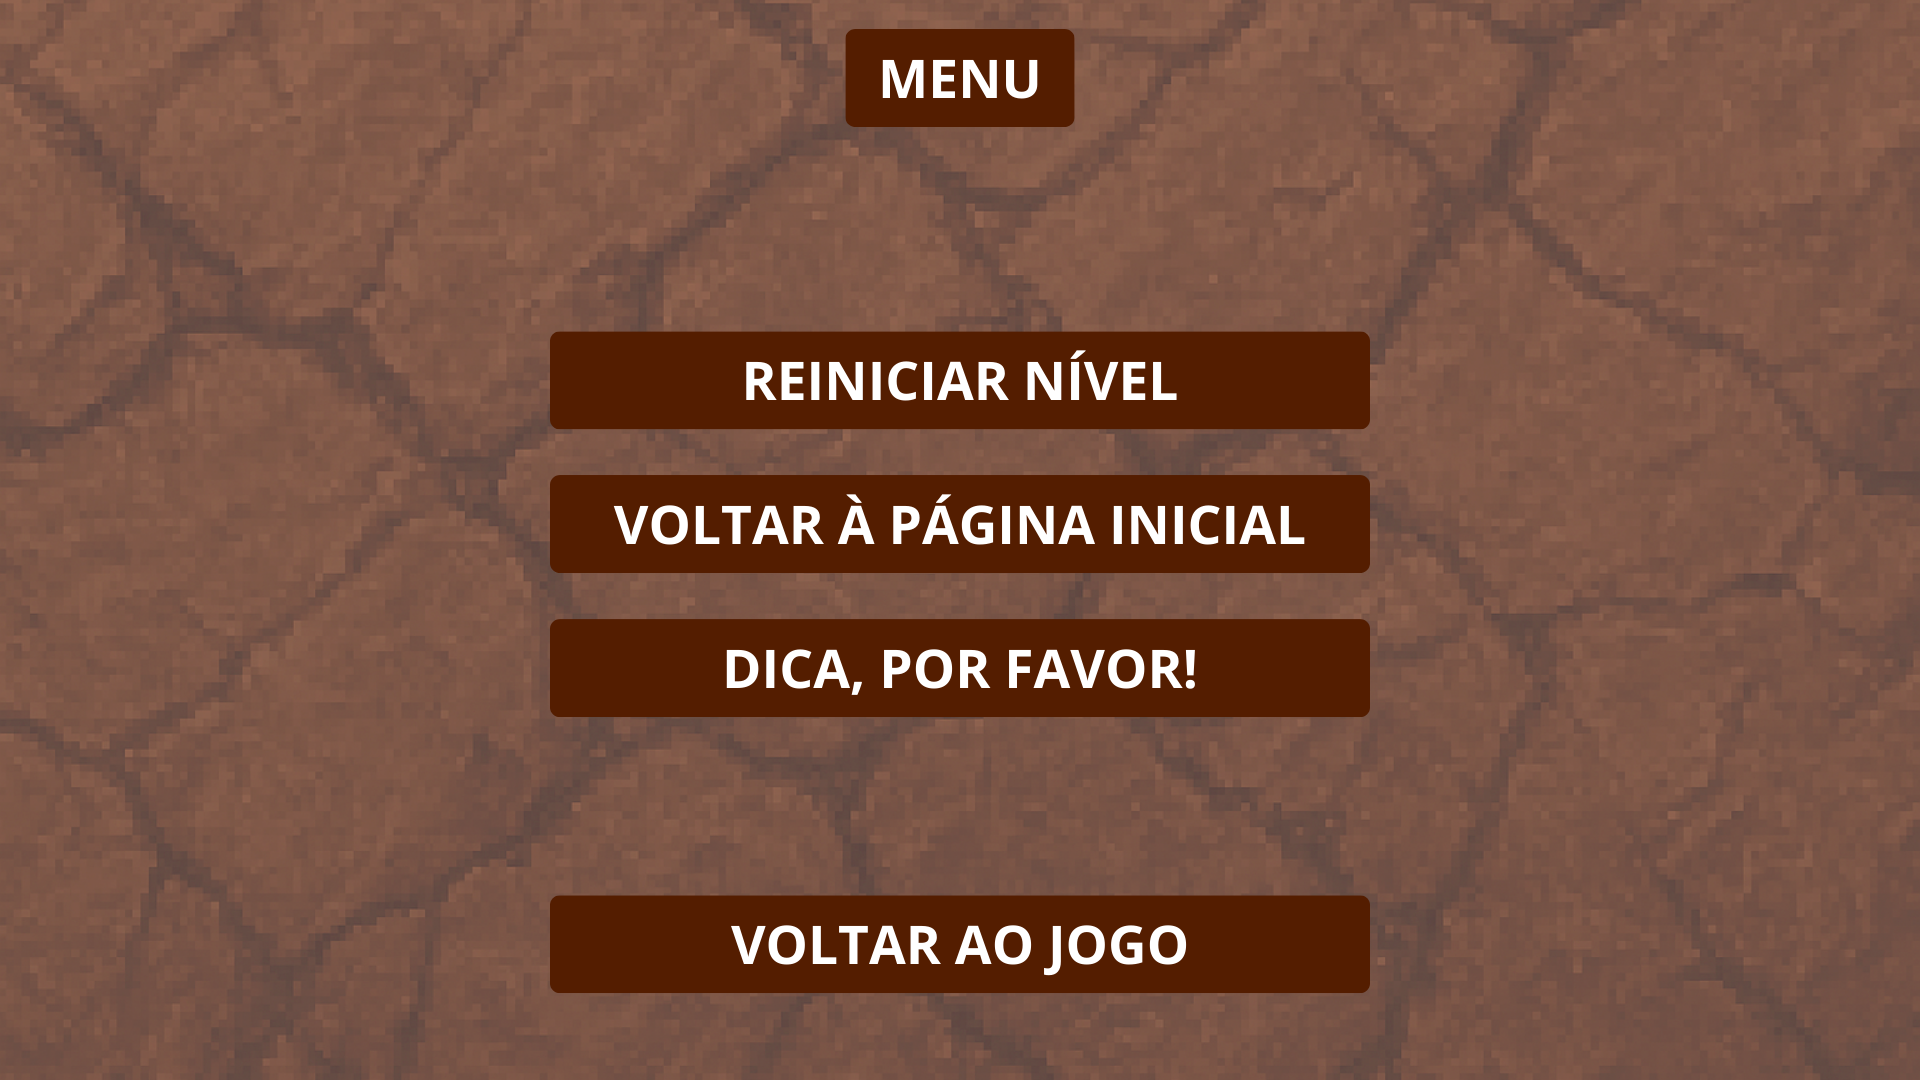 MENU
REINICIAR NÍVEL
VOLTAR À PÁGINA INICIAL
DICA, POR FAVOR!
VOLTAR AO JOGO